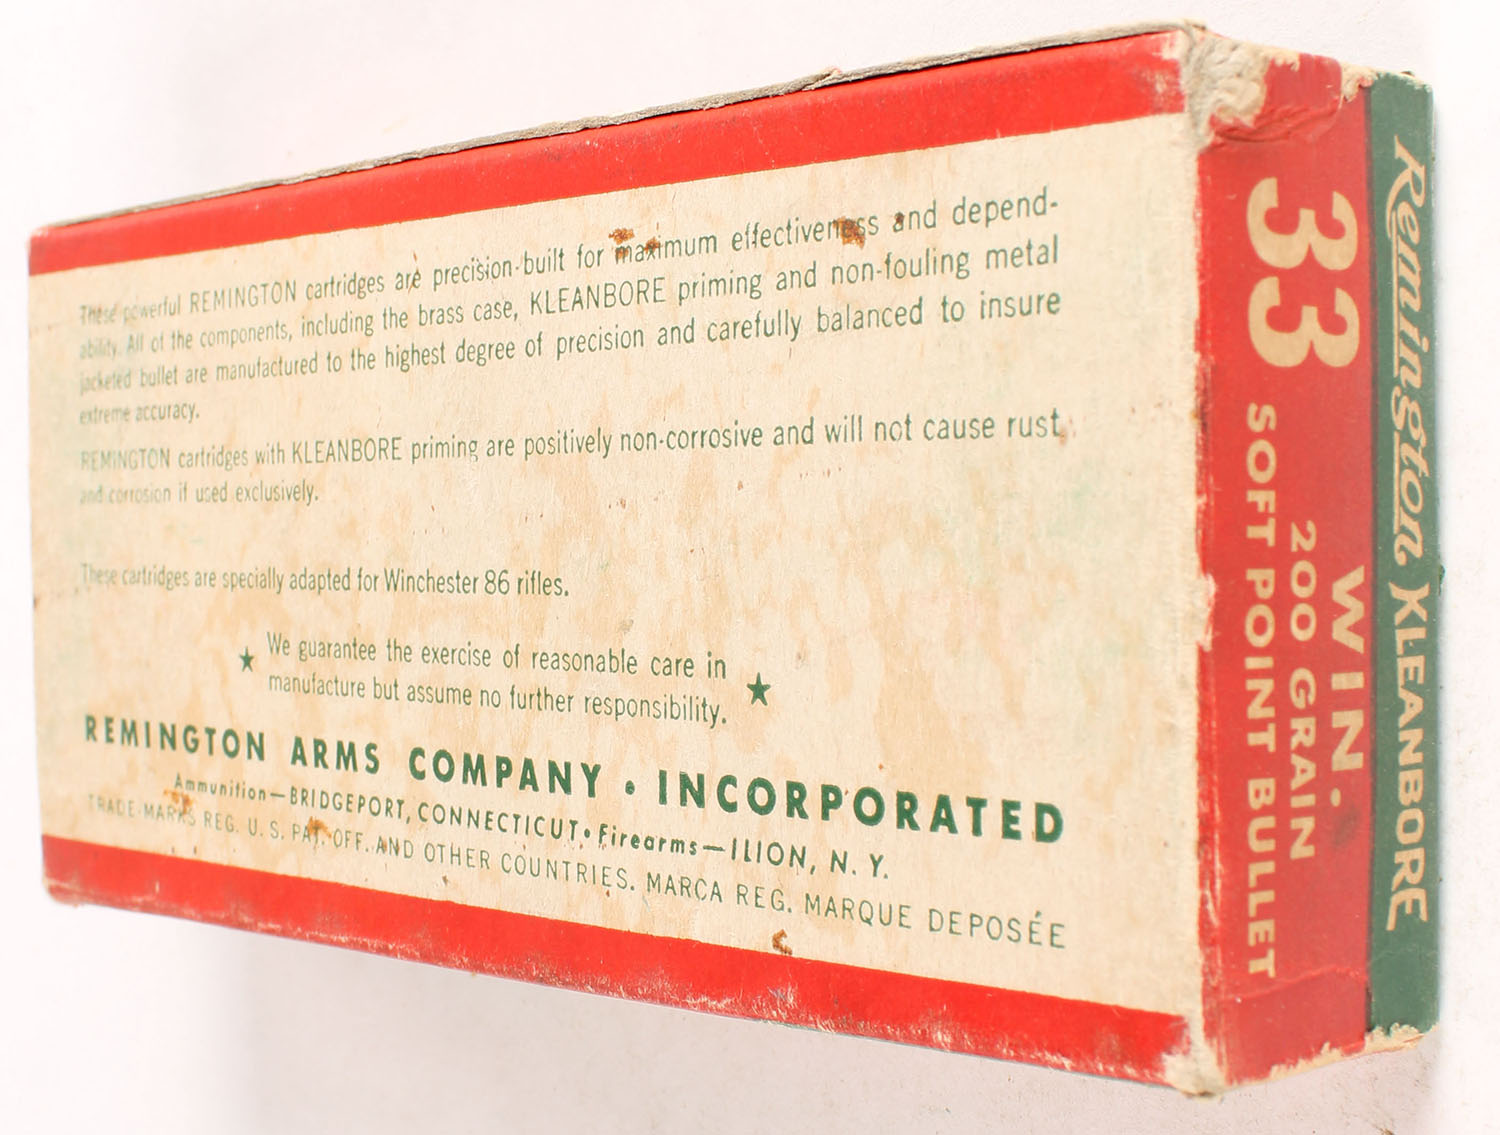 These powerful REMINGTON cartridges are precision-built for maximum effectiveness and depend-
ability. All of the components, including the brass case, KLEANBORE priming and non-fouling metal
jacketed bullet are manufactured to the highest degree of precision and carefully balanced to insure
extreme accuracy.
REMINGTON cartridges with KLEANBORE priming are positively non-corrosive and will not cause rust
and corrosion if used exclusively.
These cartridges are specially adapted for Winchester 86 rifles.
★ We guarantee the exercise of reasonable care in
manufacture but assume no further responsibility. ★
REMINGTON ARMS COMPANY • INCORPORATED
Ammunition—BRIDGEPORT, CONNECTICUT • Firearms—ILION, N. Y.
TRADE-MARKS REG. U. S. PAT. OFF. AND OTHER COUNTRIES. MARCA REG. MARQUE DEPOSÉE
Remington KLEANBORE
33 WIN.
200 GRAIN
SOFT POINT BULLET